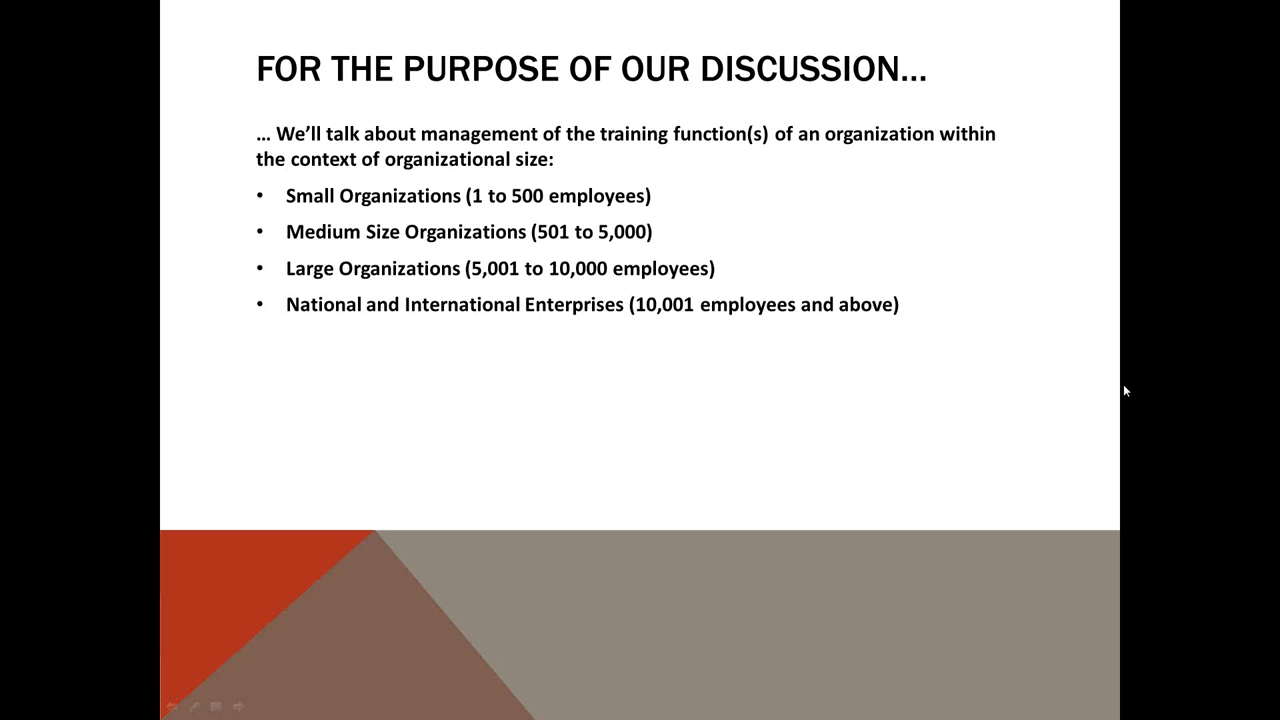 FOR THE PURPOSE OF OUR DISCUSSION...
... We’ll talk about management of the training function(s) of an organization within
the context of organizational size:
• Small Organizations (1 to 500 employees)
• Medium Size Organizations (501 to 5,000)
• Large Organizations (5,001 to 10,000 employees)
• National and International Enterprises (10,001 employees and above)